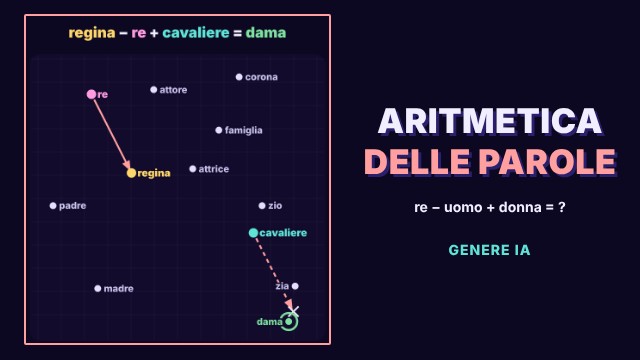 regina − re + cavaliere = dama
corona
attore
re
famiglia
attrice
regina
padre
zio
cavaliere
zia
madre
dama
ARITMETICA
DELLE PAROLE
re − uomo + donna = ?
GENERE IA